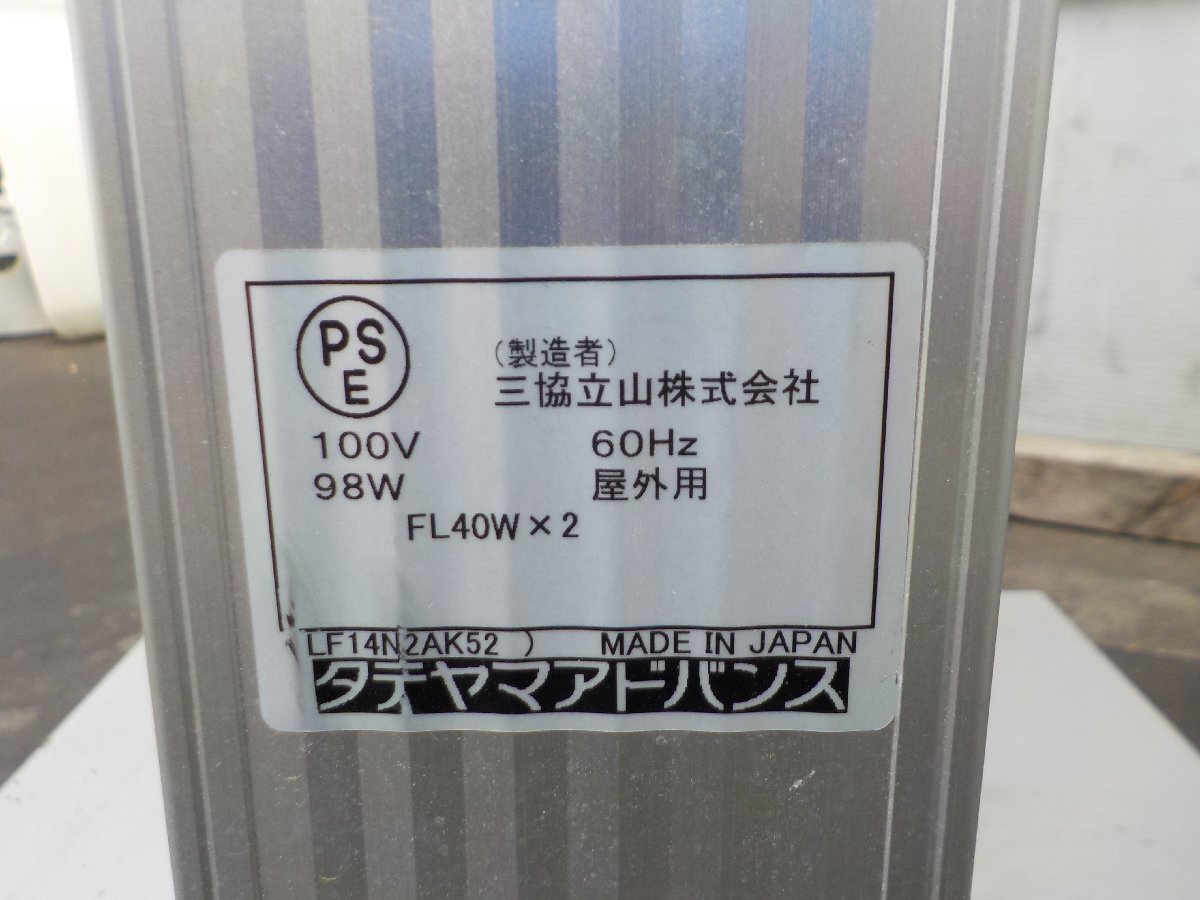 PS
E
（製造者）
三協立山株式会社
100V 60Hz
98W 屋外用
FL40W×2
LF14N2AK52 ） MADE IN JAPAN
タテヤマアドバンス